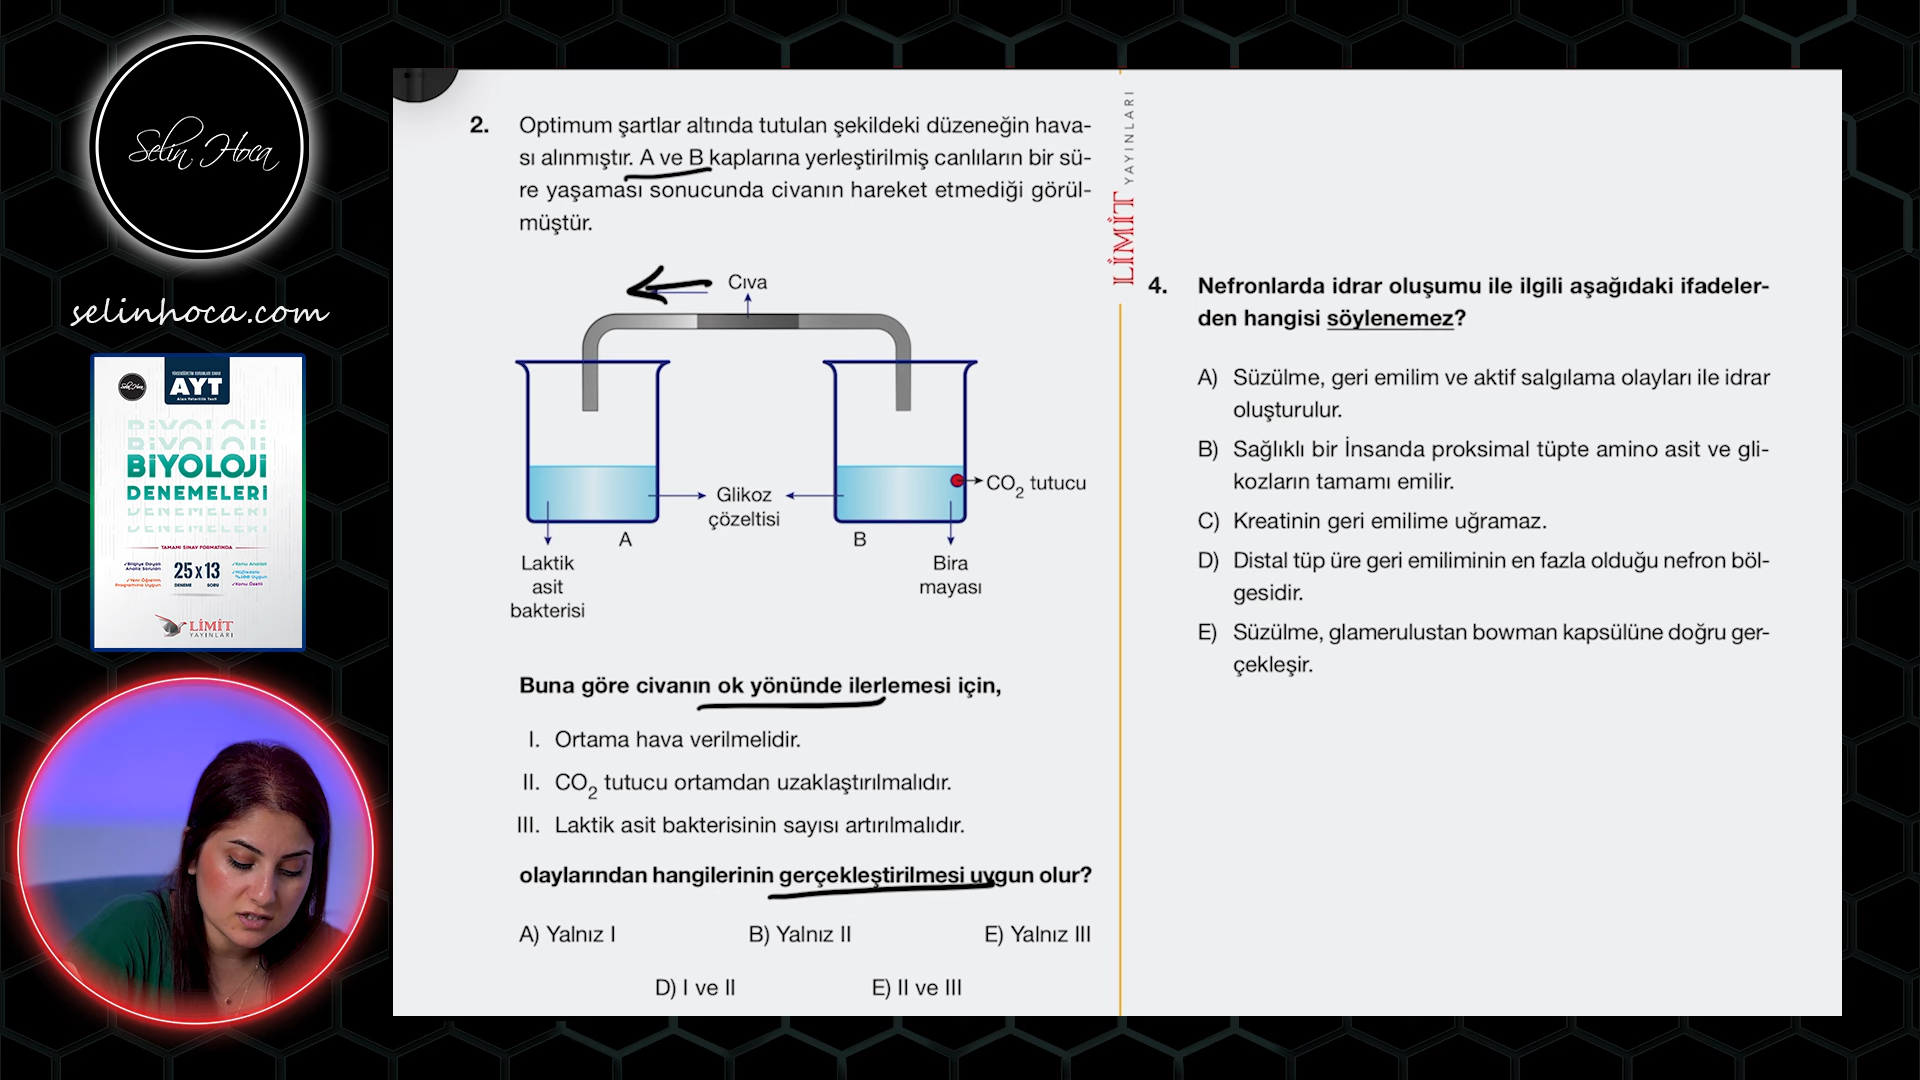 Selin Hoca
selinhoca.com
AYT
BİYOLOJİ
DENEMELERİ
TAMAMI SINAV FORMATINDA
25x13
DENEME SORU
LİMİT
YAYINLARI
2. Optimum şartlar altında tutulan şekildeki düzeneğin hava-
sı alınmıştır. A ve B kaplarına yerleştirilmiş canlıların bir sü-
re yaşaması sonucunda civanın hareket etmediği görül-
müştür.
Cıva
CO2 tutucu
Glikoz
çözeltisi
A
B
Laktik
asit
bakterisi
Bira
mayası
Buna göre civanın ok yönünde ilerlemesi için,
I. Ortama hava verilmelidir.
II. CO2 tutucu ortamdan uzaklaştırılmalıdır.
III. Laktik asit bakterisinin sayısı artırılmalıdır.
olaylarından hangilerinin gerçekleştirilmesi uygun olur?
A) Yalnız I B) Yalnız II E) Yalnız III
D) I ve II E) II ve III
LİMİT YAYINLARI
4. Nefronlarda idrar oluşumu ile ilgili aşağıdaki ifadeler-
den hangisi söylenemez?
A) Süzülme, geri emilim ve aktif salgılama olayları ile idrar
oluşturulur.
B) Sağlıklı bir İnsanda proksimal tüpte amino asit ve gli-
kozların tamamı emilir.
C) Kreatinin geri emilime uğramaz.
D) Distal tüp üre geri emiliminin en fazla olduğu nefron böl-
gesidir.
E) Süzülme, glamerulustan bowman kapsülüne doğru ger-
çekleşir.